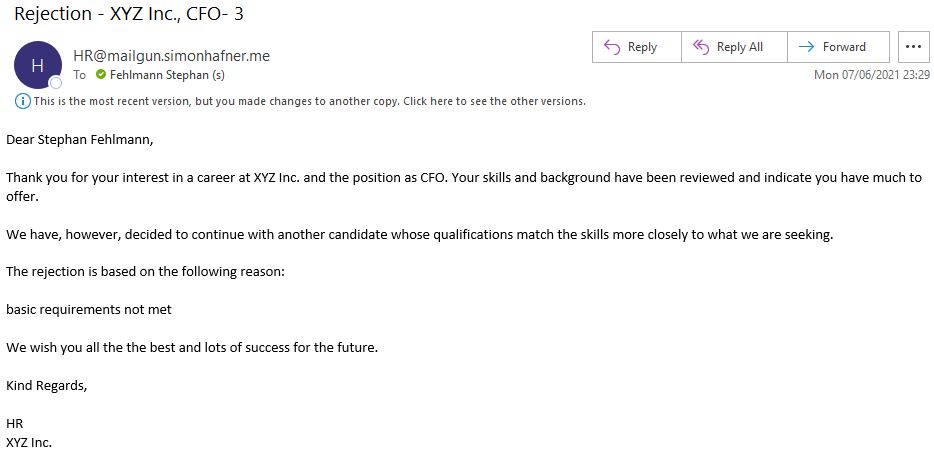 Rejection - XYZ Inc., CFO- 3
H
HR@mailgun.simonhafner.me
To Fehlmann Stephan (s)
Reply
Reply All
Forward
Mon 07/06/2021 23:29
This is the most recent version, but you made changes to another copy. Click here to see the other versions.
Dear Stephan Fehlmann,
Thank you for your interest in a career at XYZ Inc. and the position as CFO. Your skills and background have been reviewed and indicate you have much to
offer.
We have, however, decided to continue with another candidate whose qualifications match the skills more closely to what we are seeking.
The rejection is based on the following reason:
basic requirements not met
We wish you all the the best and lots of success for the future.
Kind Regards,
HR
XYZ Inc.